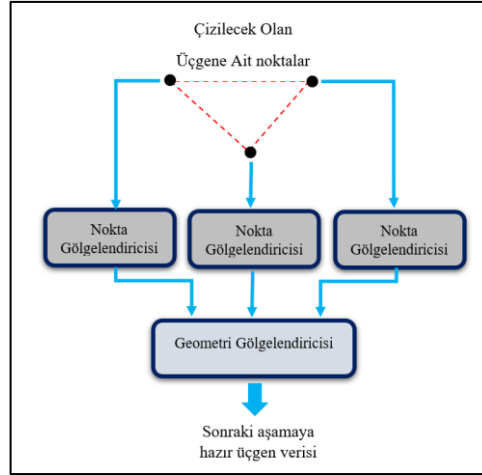 Çizilecek Olan
Üçgene Ait noktalar
Nokta
Gölgelendiricisi
Nokta
Gölgelendiricisi
Nokta
Gölgelendiricisi
Geometri Gölgelendiricisi
Sonraki aşamaya
hazır üçgen verisi